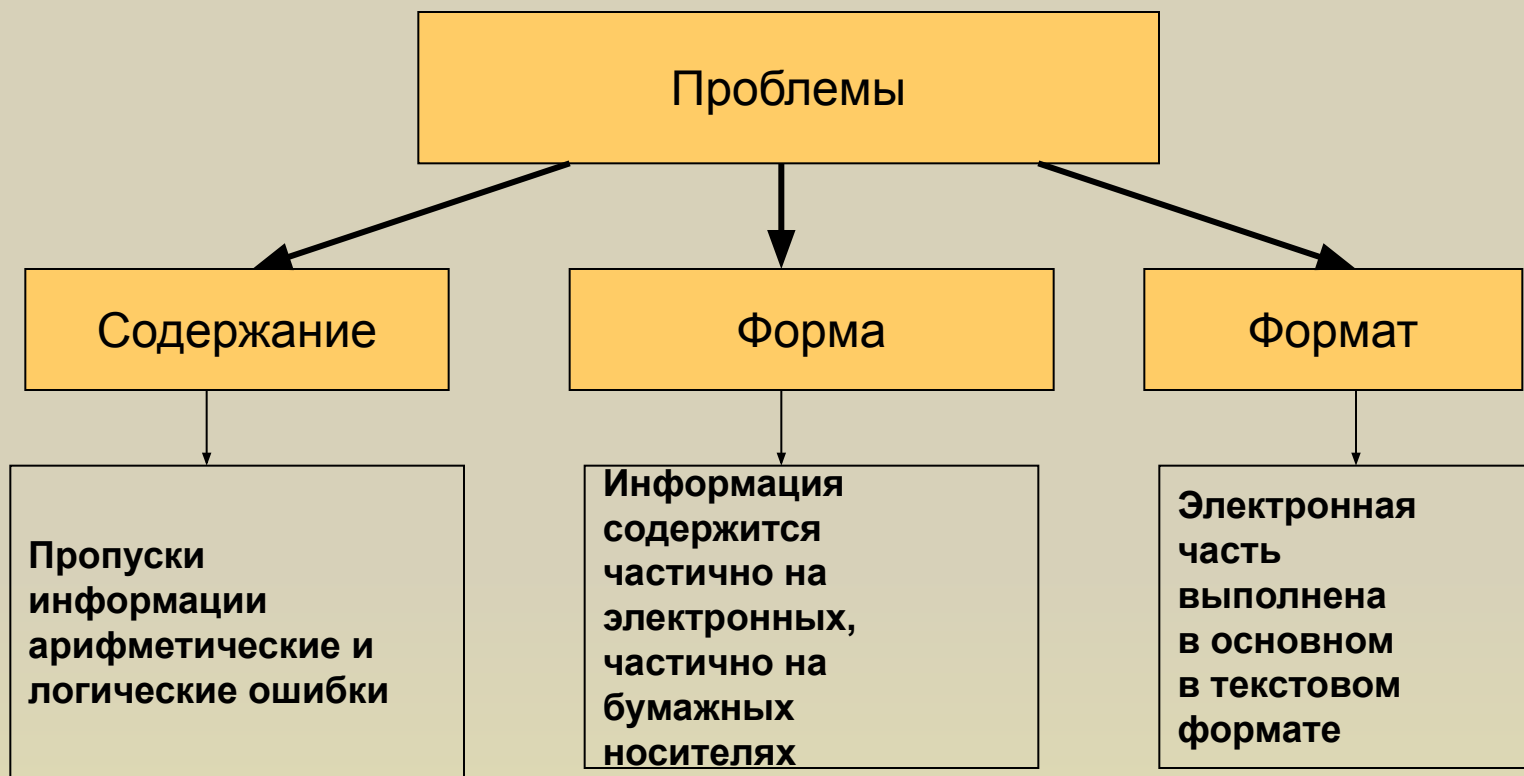 Проблемы
Содержание
Форма
Формат
Пропуски
информации
арифметические и
логические ошибки
Информация
содержится
частично на
электронных,
частично на
бумажных
носителях
Электронная
часть
выполнена
в основном
в текстовом
формате